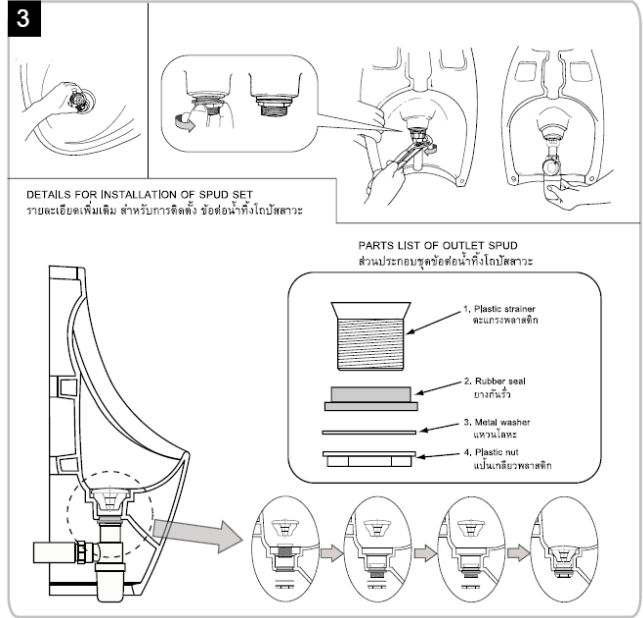 3
DETAILS FOR INSTALLATION OF SPUD SET
รายละเอียดเพิ่มเติม สำหรับการติดตั้ง ข้อต่อน้ำทิ้งโถปัสสาวะ
PARTS LIST OF OUTLET SPUD
ส่วนประกอบชุดข้อต่อน้ำทิ้งโถปัสสาวะ
1. Plastic strainer
ตะแกรงพลาสติก
2. Rubber seal
ยางกันรั่ว
3. Metal washer
แหวนโลหะ
4. Plastic nut
แป้นเกลียวพลาสติก